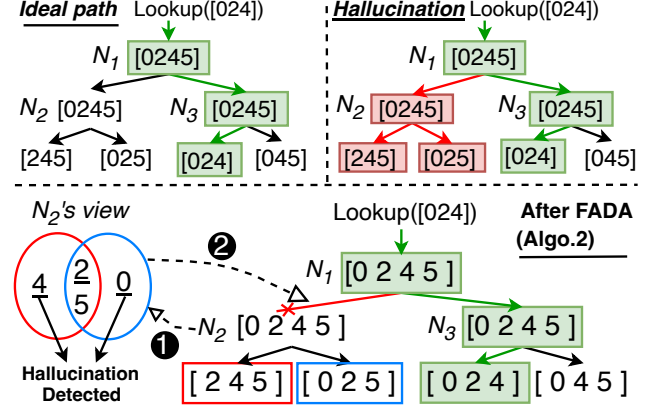 Ideal path
Lookup([024])
N1 [0245]
N2 [0245]
N3 [0245]
[245] [025] [024] [045]
Hallucination
Lookup([024])
N1 [0245]
N2 [0245]
N3 [0245]
[245] [025] [024] [045]
N2's view
4 2 5 0
Hallucination
Detected
1
2
After FADA
(Algo.2)
Lookup([024])
N1 [0 2 4 5 ]
N2 [0 2 4 5 ]
N3 [0 2 4 5 ]
[ 2 4 5 ] [ 0 2 5 ] [ 0 2 4 ] [ 0 4 5 ]